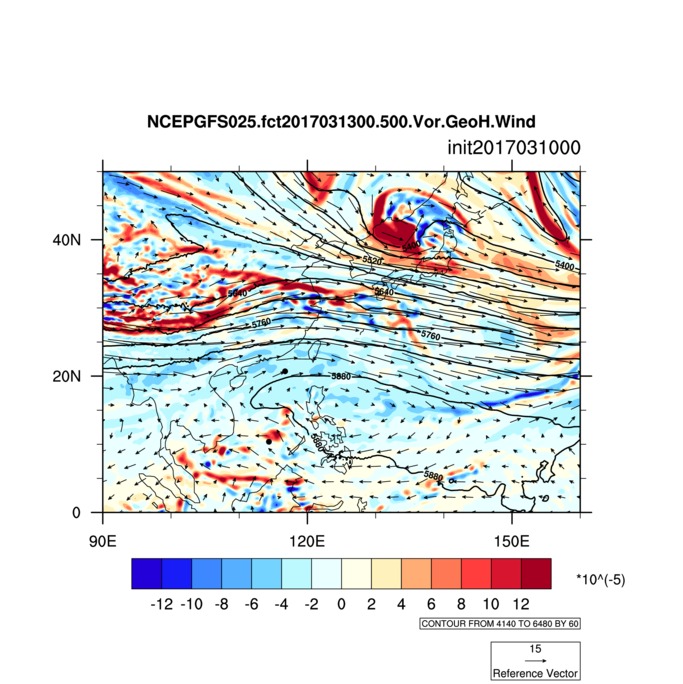 NCEPGFS025.fct2017031300.500.Vor.GeoH.Wind
init2017031000
40N
20N
0
90E
120E
150E
5400
5520
5400
5640
5640
5760
5760
5880
5880
5880
-12 -10 -8 -6 -4 -2 0 2 4 6 8 10 12
*10^(-5)
CONTOUR FROM 4140 TO 6480 BY 60
15
Reference Vector